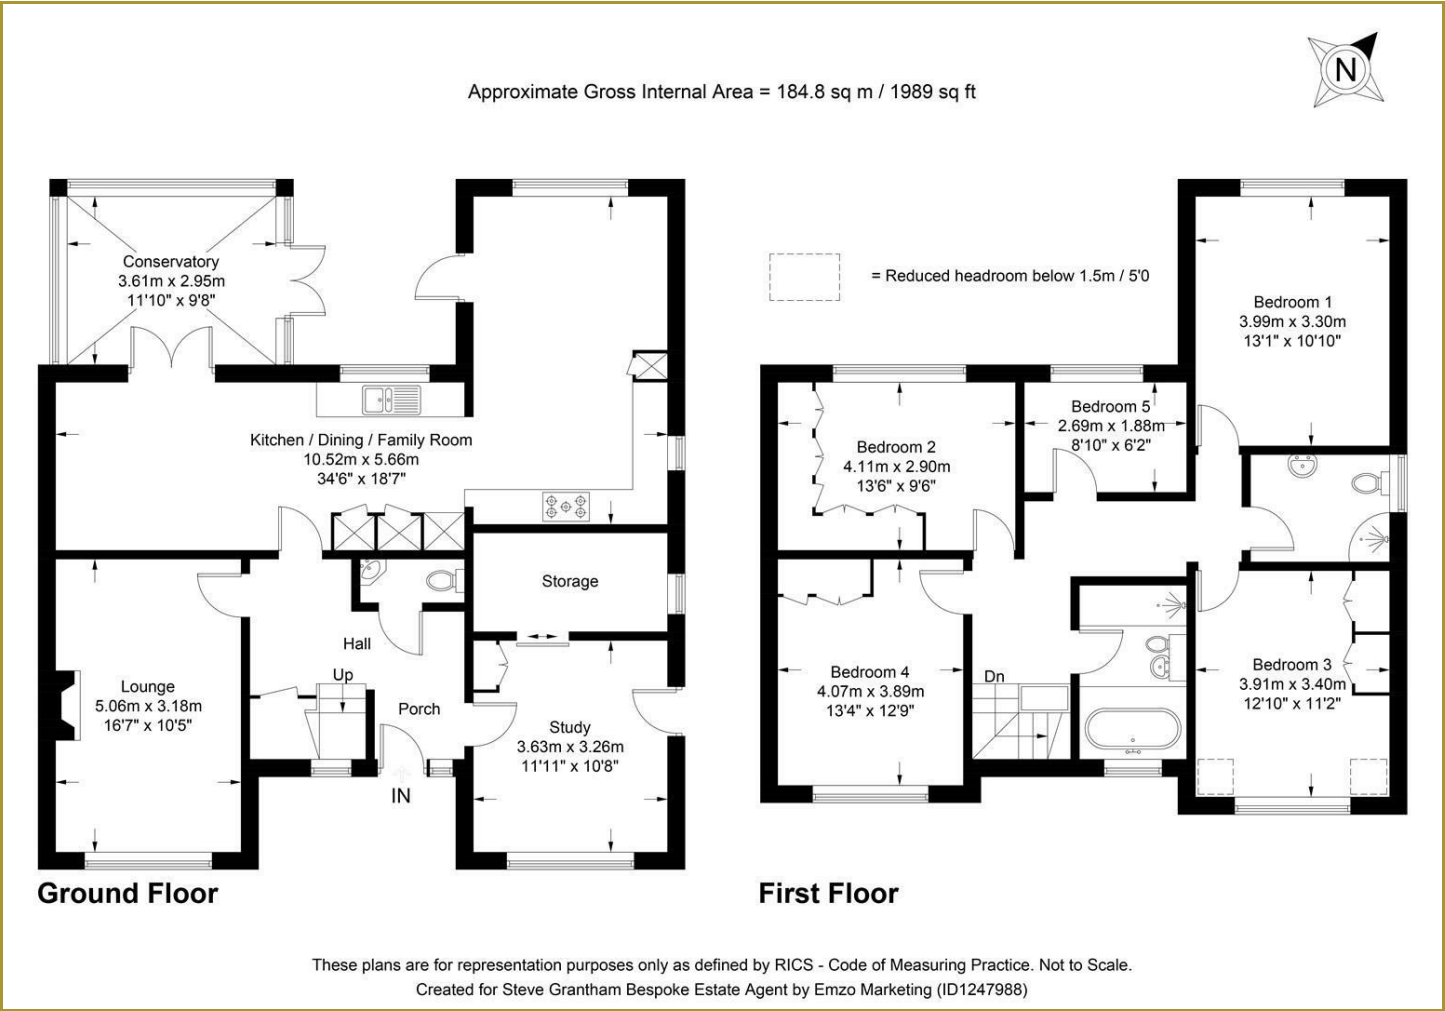 N
Approximate Gross Internal Area = 184.8 sq m / 1989 sq ft
Conservatory
3.61m x 2.95m
11'10" x 9'8"
Kitchen / Dining / Family Room
10.52m x 5.66m
34'6" x 18'7"
Storage
Hall
Up
Lounge
5.06m x 3.18m
16'7" x 10'5"
Porch
Study
3.63m x 3.26m
11'11" x 10'8"
IN
Ground Floor
= Reduced headroom below 1.5m / 5'0
Bedroom 1
3.99m x 3.30m
13'1" x 10'10"
Bedroom 5
2.69m x 1.88m
8'10" x 6'2"
Bedroom 2
4.11m x 2.90m
13'6" x 9'6"
Bedroom 4
4.07m x 3.89m
13'4" x 12'9"
Dn
Bedroom 3
3.91m x 3.40m
12'10" x 11'2"
First Floor
These plans are for representation purposes only as defined by RICS - Code of Measuring Practice. Not to Scale.
Created for Steve Grantham Bespoke Estate Agent by Emzo Marketing (ID1247988)